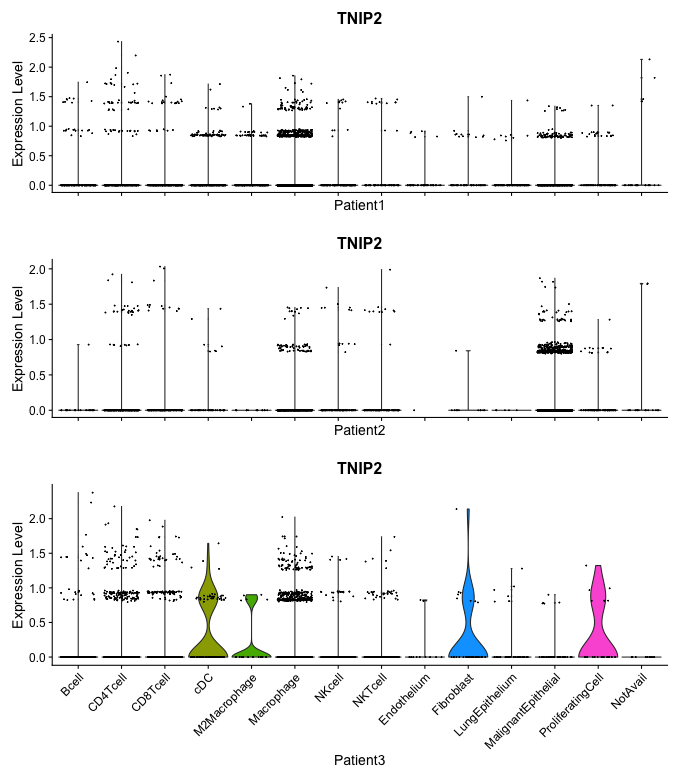 TNIP2
Expression Level
2.5
2.0
1.5
1.0
0.5
0.0
Patient1
TNIP2
Expression Level
2.0
1.5
1.0
0.5
0.0
Patient2
TNIP2
Expression Level
2.0
1.5
1.0
0.5
0.0
Bcell
CD4Tcell
CD8Tcell
cDC
M2Macrophage
Macrophage
NKcell
NKTcell
Endothelium
Fibroblast
LungEpithelium
MalignantEpithelial
ProliferatingCell
NotAvail
Patient3